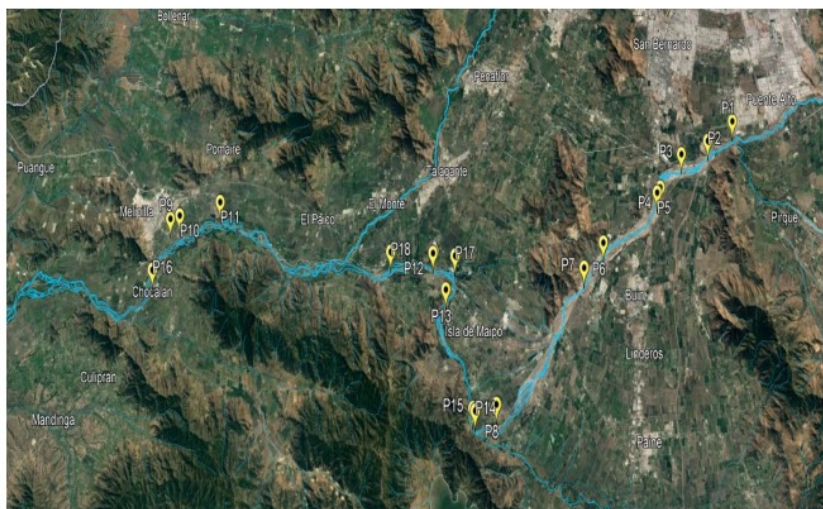 Bollenar
San Bernardo
Peñaflor
Puente Alto
P1
P2
Pomaire
P3
Puangue
Talagante
P4
P5
Melipilla
P9
El Monte
P10
P11
El Paico
Pirque
P18
P17
P16
P12
P7
P6
Chocalan
Buin
P13
Isla de Maipo
Linderos
Culipran
P15
P14
Mandinga
P8
Paine